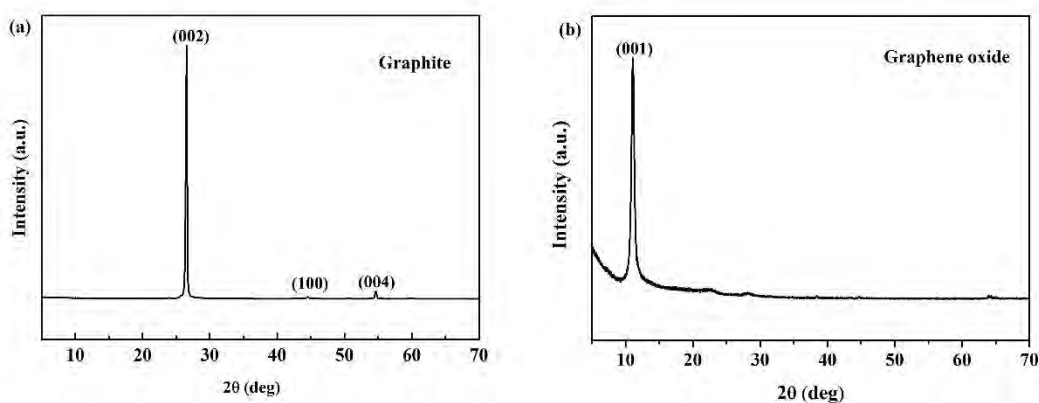 (a)
(002)
Graphite
(100)
(004)
Intensity (a.u.)
10 20 30 40 50 60 70
2θ (deg)
(b)
(001)
Graphene oxide
Intensity (a.u.)
10 20 30 40 50 60 70
2θ (deg)